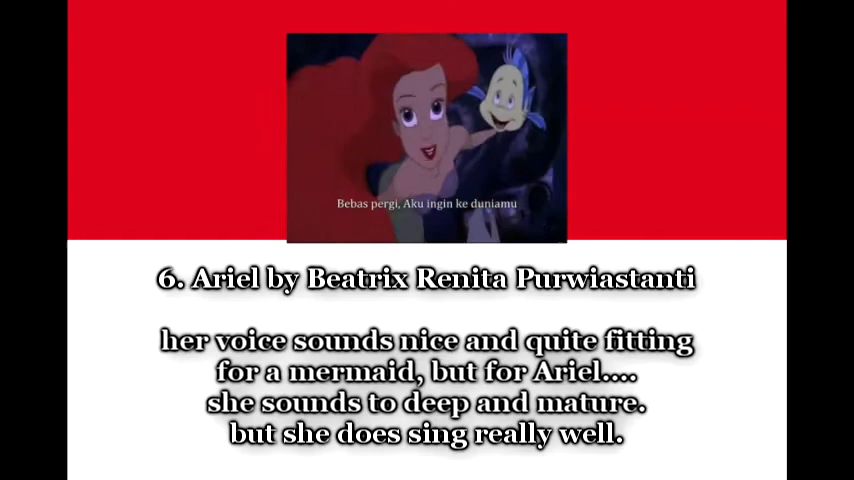 Bebas pergi, Aku ingin ke duniamu
6. Ariel by Beatrix Renita Purwiastanti
her voice sounds nice and quite fitting
for a mermaid, but for Ariel....
she sounds to deep and mature.
but she does sing really well.